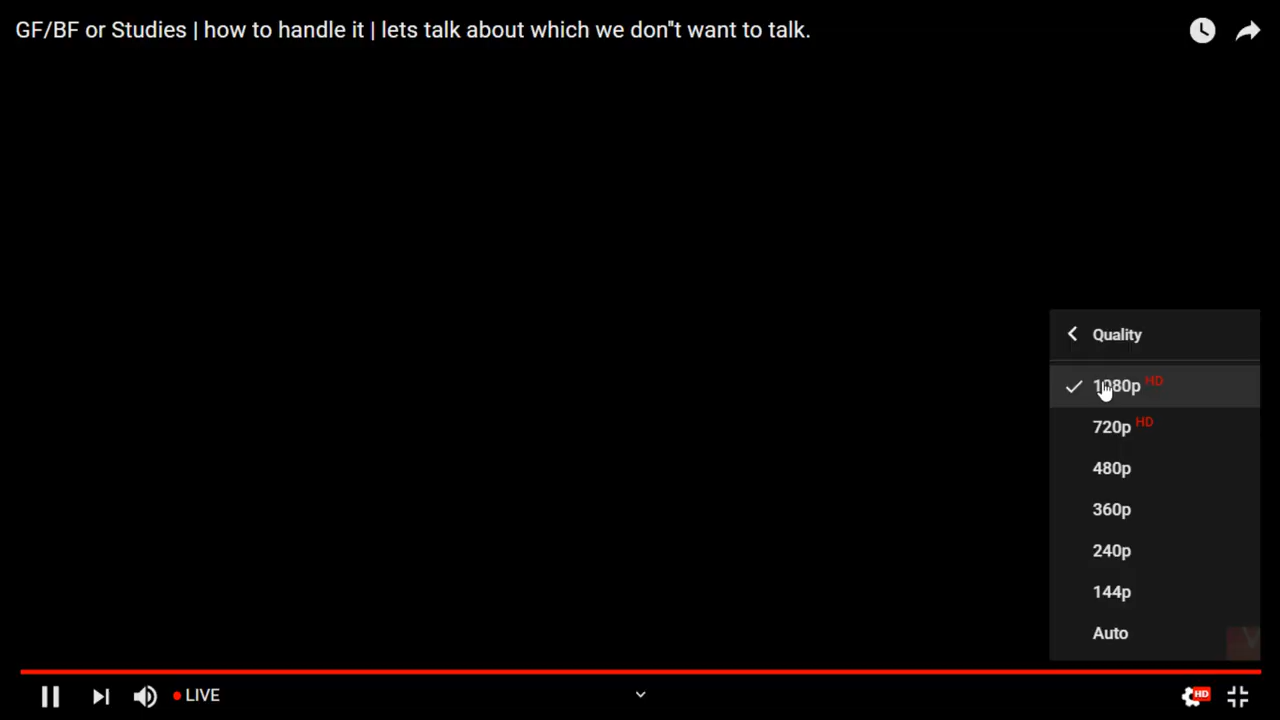 GF/BF or Studies | how to handle it | lets talk about which we don"t want to talk.
Quality
1080p HD
720p HD
480p
360p
240p
144p
Auto
LIVE
HD